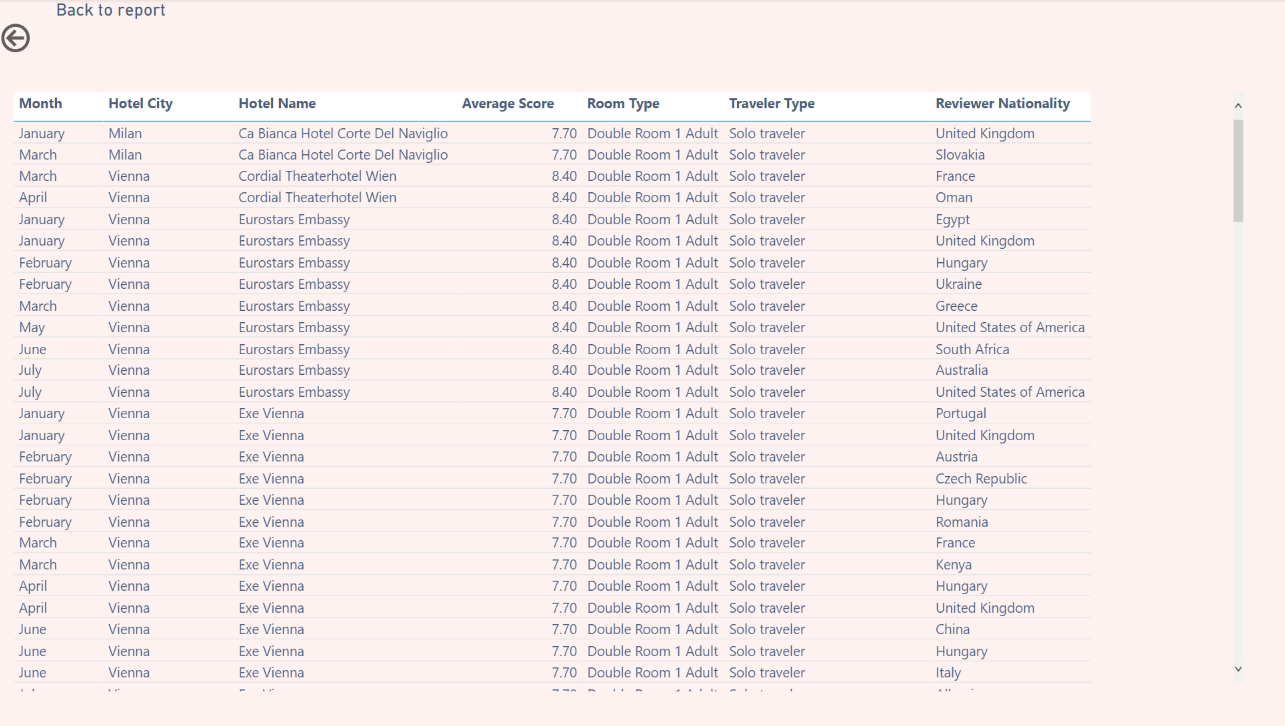 Back to report
Month Hotel City Hotel Name Average Score Room Type Traveler Type Reviewer Nationality
January Milan Ca Bianca Hotel Corte Del Naviglio 7.70 Double Room 1 Adult Solo traveler United Kingdom
March Milan Ca Bianca Hotel Corte Del Naviglio 7.70 Double Room 1 Adult Solo traveler Slovakia
March Vienna Cordial Theaterhotel Wien 8.40 Double Room 1 Adult Solo traveler France
April Vienna Cordial Theaterhotel Wien 8.40 Double Room 1 Adult Solo traveler Oman
January Vienna Eurostars Embassy 8.40 Double Room 1 Adult Solo traveler Egypt
January Vienna Eurostars Embassy 8.40 Double Room 1 Adult Solo traveler United Kingdom
February Vienna Eurostars Embassy 8.40 Double Room 1 Adult Solo traveler Hungary
February Vienna Eurostars Embassy 8.40 Double Room 1 Adult Solo traveler Ukraine
March Vienna Eurostars Embassy 8.40 Double Room 1 Adult Solo traveler Greece
May Vienna Eurostars Embassy 8.40 Double Room 1 Adult Solo traveler United States of America
June Vienna Eurostars Embassy 8.40 Double Room 1 Adult Solo traveler South Africa
July Vienna Eurostars Embassy 8.40 Double Room 1 Adult Solo traveler Australia
July Vienna Eurostars Embassy 8.40 Double Room 1 Adult Solo traveler United States of America
January Vienna Exe Vienna 7.70 Double Room 1 Adult Solo traveler Portugal
January Vienna Exe Vienna 7.70 Double Room 1 Adult Solo traveler United Kingdom
February Vienna Exe Vienna 7.70 Double Room 1 Adult Solo traveler Austria
February Vienna Exe Vienna 7.70 Double Room 1 Adult Solo traveler Czech Republic
February Vienna Exe Vienna 7.70 Double Room 1 Adult Solo traveler Hungary
February Vienna Exe Vienna 7.70 Double Room 1 Adult Solo traveler Romania
March Vienna Exe Vienna 7.70 Double Room 1 Adult Solo traveler France
March Vienna Exe Vienna 7.70 Double Room 1 Adult Solo traveler Kenya
April Vienna Exe Vienna 7.70 Double Room 1 Adult Solo traveler Hungary
April Vienna Exe Vienna 7.70 Double Room 1 Adult Solo traveler United Kingdom
June Vienna Exe Vienna 7.70 Double Room 1 Adult Solo traveler China
June Vienna Exe Vienna 7.70 Double Room 1 Adult Solo traveler Hungary
June Vienna Exe Vienna 7.70 Double Room 1 Adult Solo traveler Italy